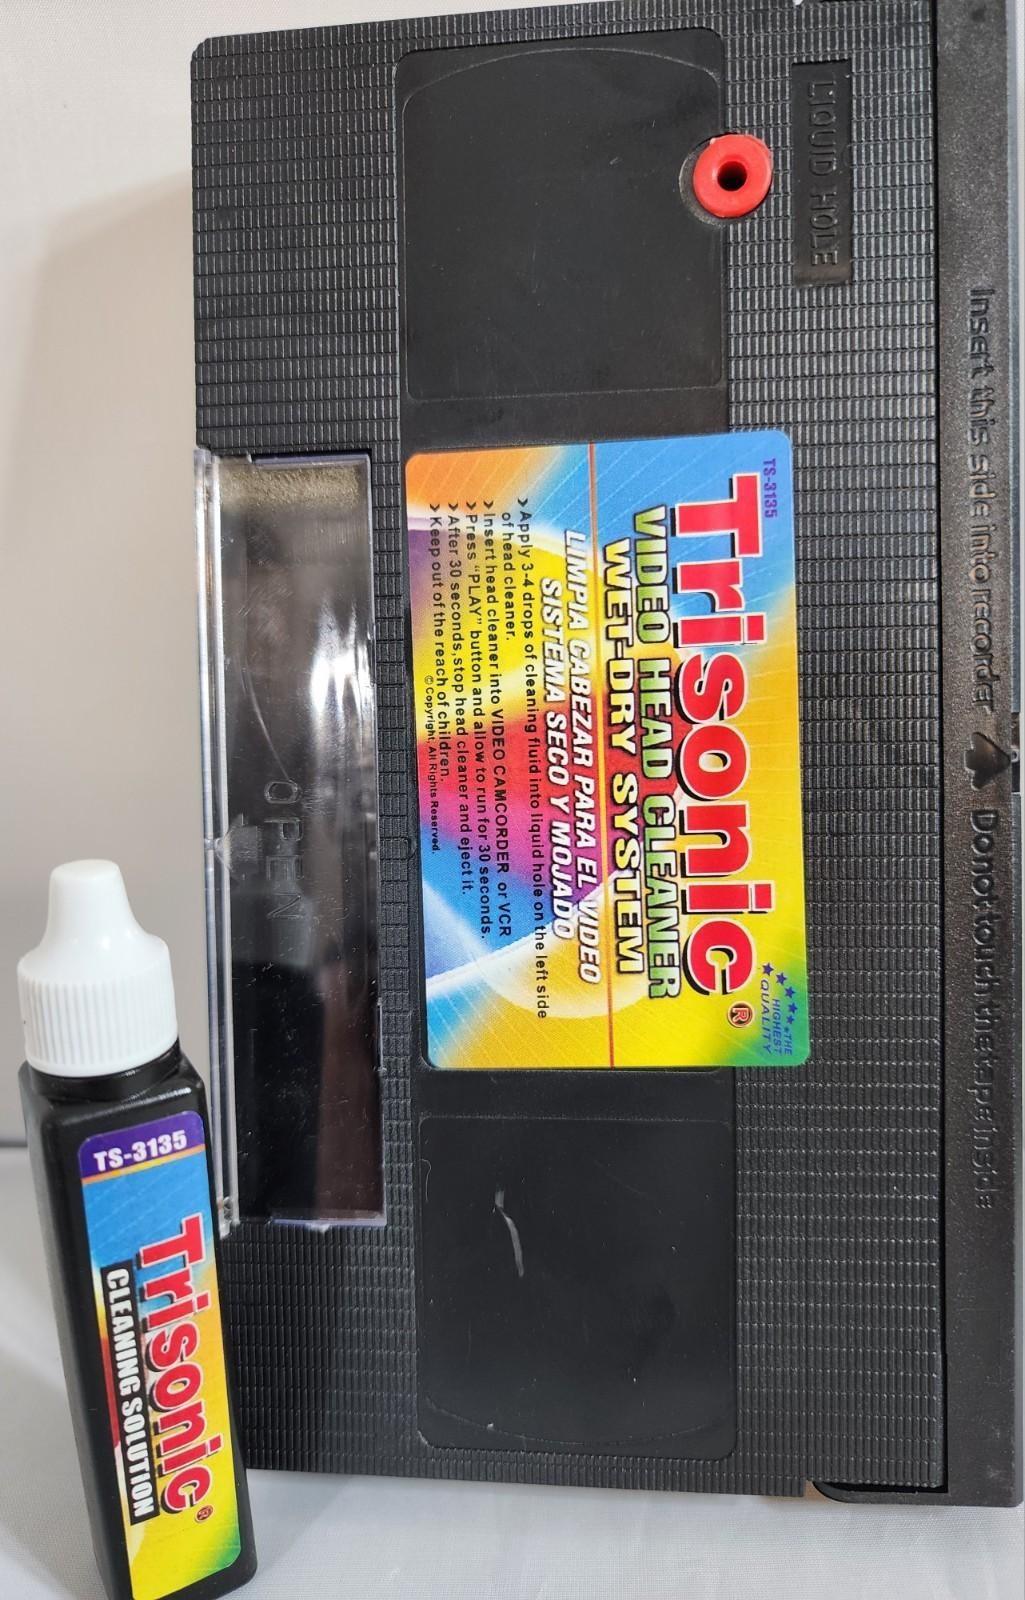 Insert this side into recorder
Do not touch the tape inside
LIQUID HOLE
TS-3135
Trisonic®
THE
HIGHEST
QUALITY
VIDEO HEAD CLEANER
WET-DRY SYSTEM
LIMPIA CABEZAR PARA EL VIDEO
SISTEMA SECO Y MOJADO
> Apply 3-4 drops of cleaning fluid into liquid hole on the left side
of head cleaner.
> Insert head cleaner into VIDEO CAMCORDER or VCR
> Press "PLAY" button and allow to run for 30 seconds.
> After 30 seconds, stop head cleaner and eject it.
> Keep out of the reach of children.
© Copyright. All Rights Reserved.
OPEN
TS-3135
Trisonic®
CLEANING SOLUTION